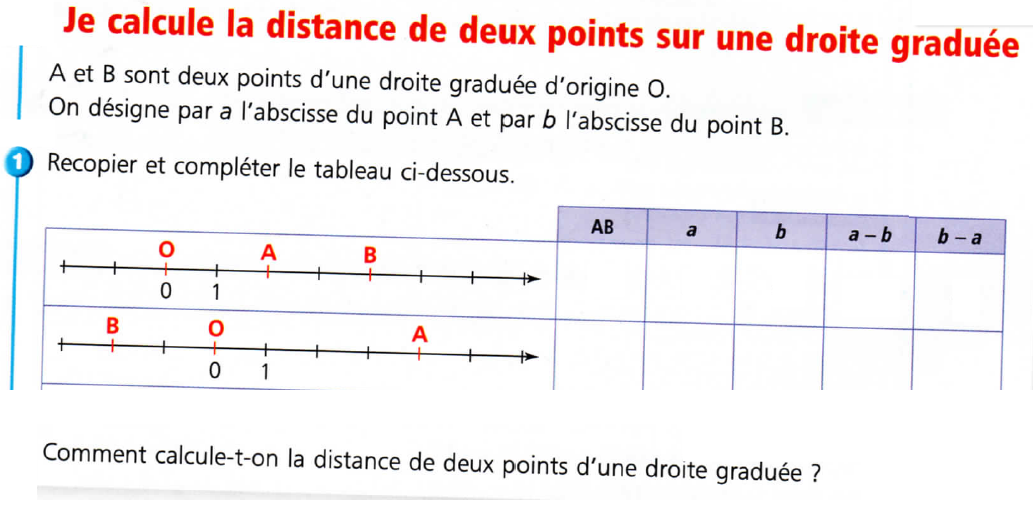 Je calcule la distance de deux points sur une droite graduée
A et B sont deux points d'une droite graduée d'origine O.
On désigne par a l'abscisse du point A et par b l'abscisse du point B.
1 Recopier et compléter le tableau ci-dessous.
AB a b a – b b – a
O A B
0 1
B O A
0 1
Comment calcule-t-on la distance de deux points d'une droite graduée ?